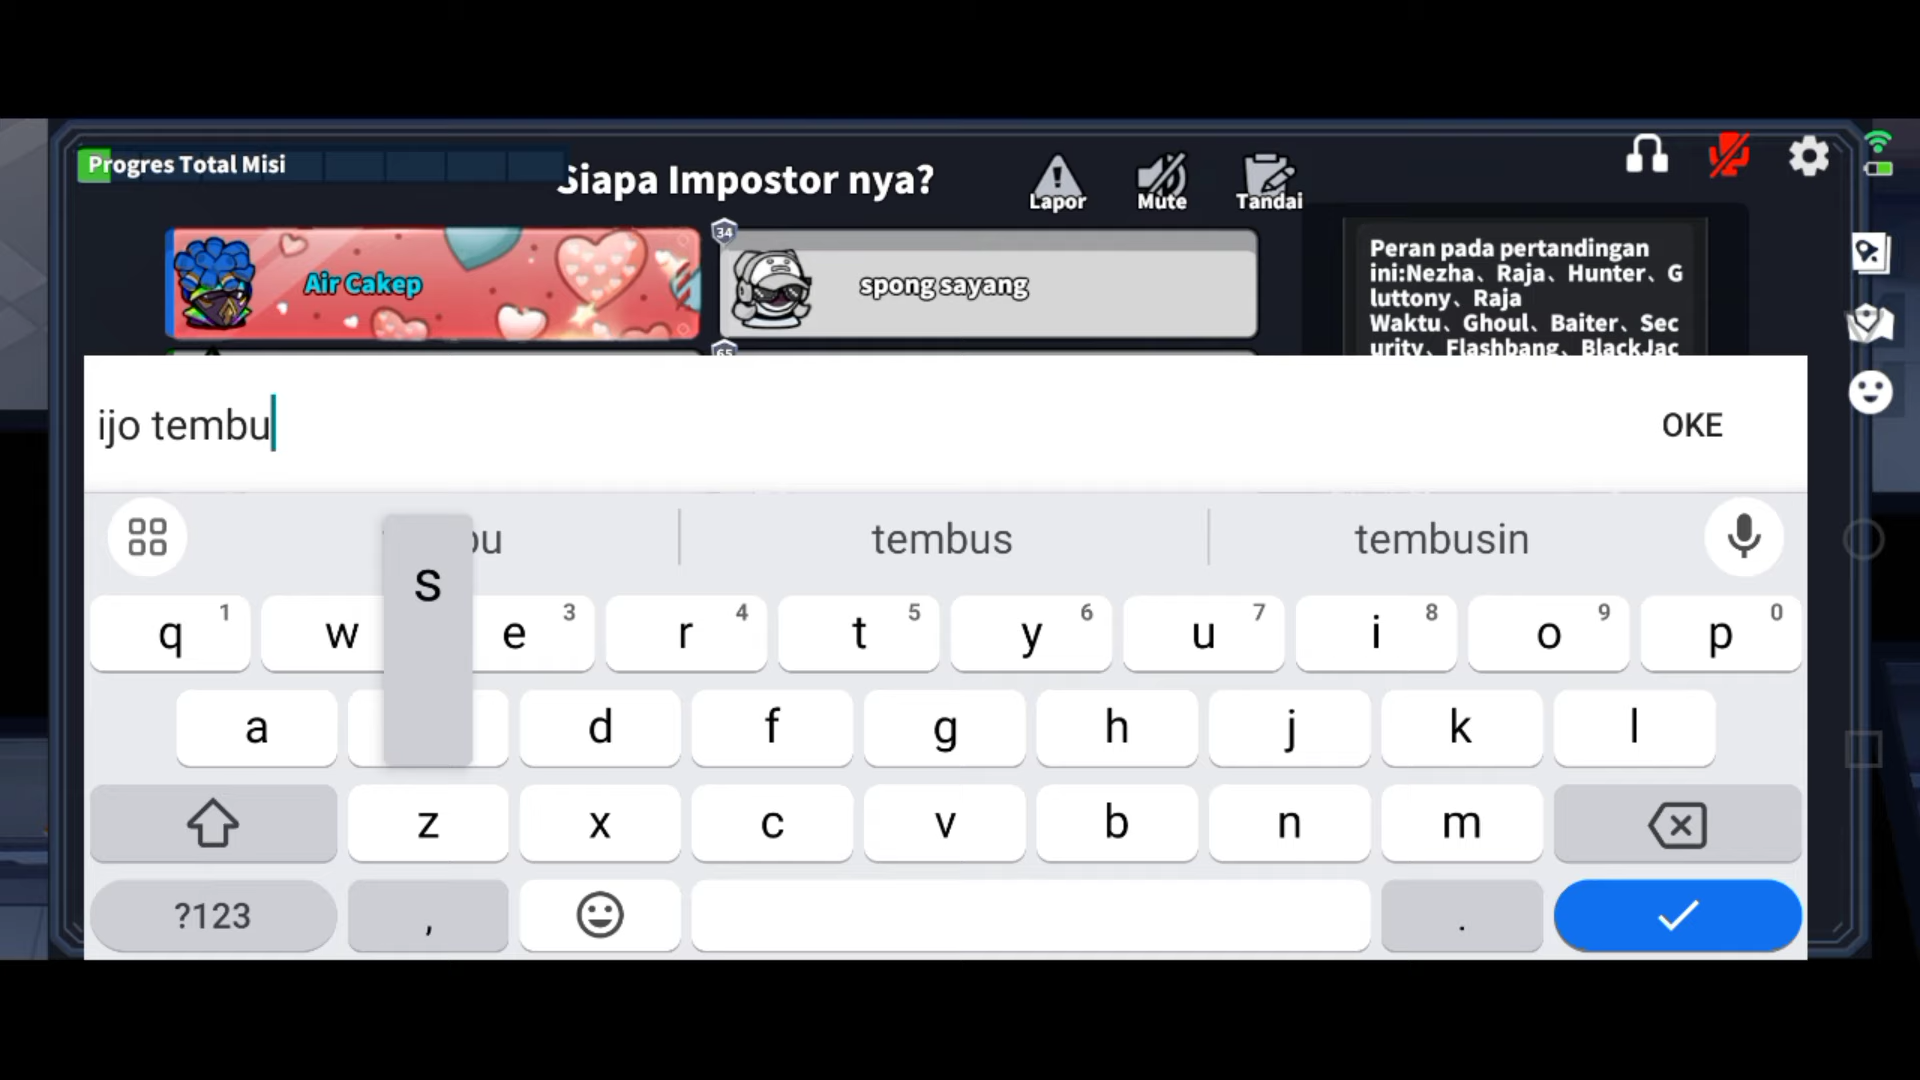 Progres Total Misi
Siapa Impostor nya?
Lapor
Mute
Tandai
34
Air Cakep
spong sayang
65
Peran pada pertandingan
ini:Nezha、Raja、Hunter、G
luttony、Raja
Waktu、Ghoul、Baiter、Sec
urity、Flashbang、BlackJac
ijo tembu
OKE
bu
tembus
tembusin
s
q 1
w
e 3
r 4
t 5
y 6
u 7
i 8
o 9
p 0
a
d
f
g
h
j
k
l
z
x
c
v
b
n
m
?123
,
.